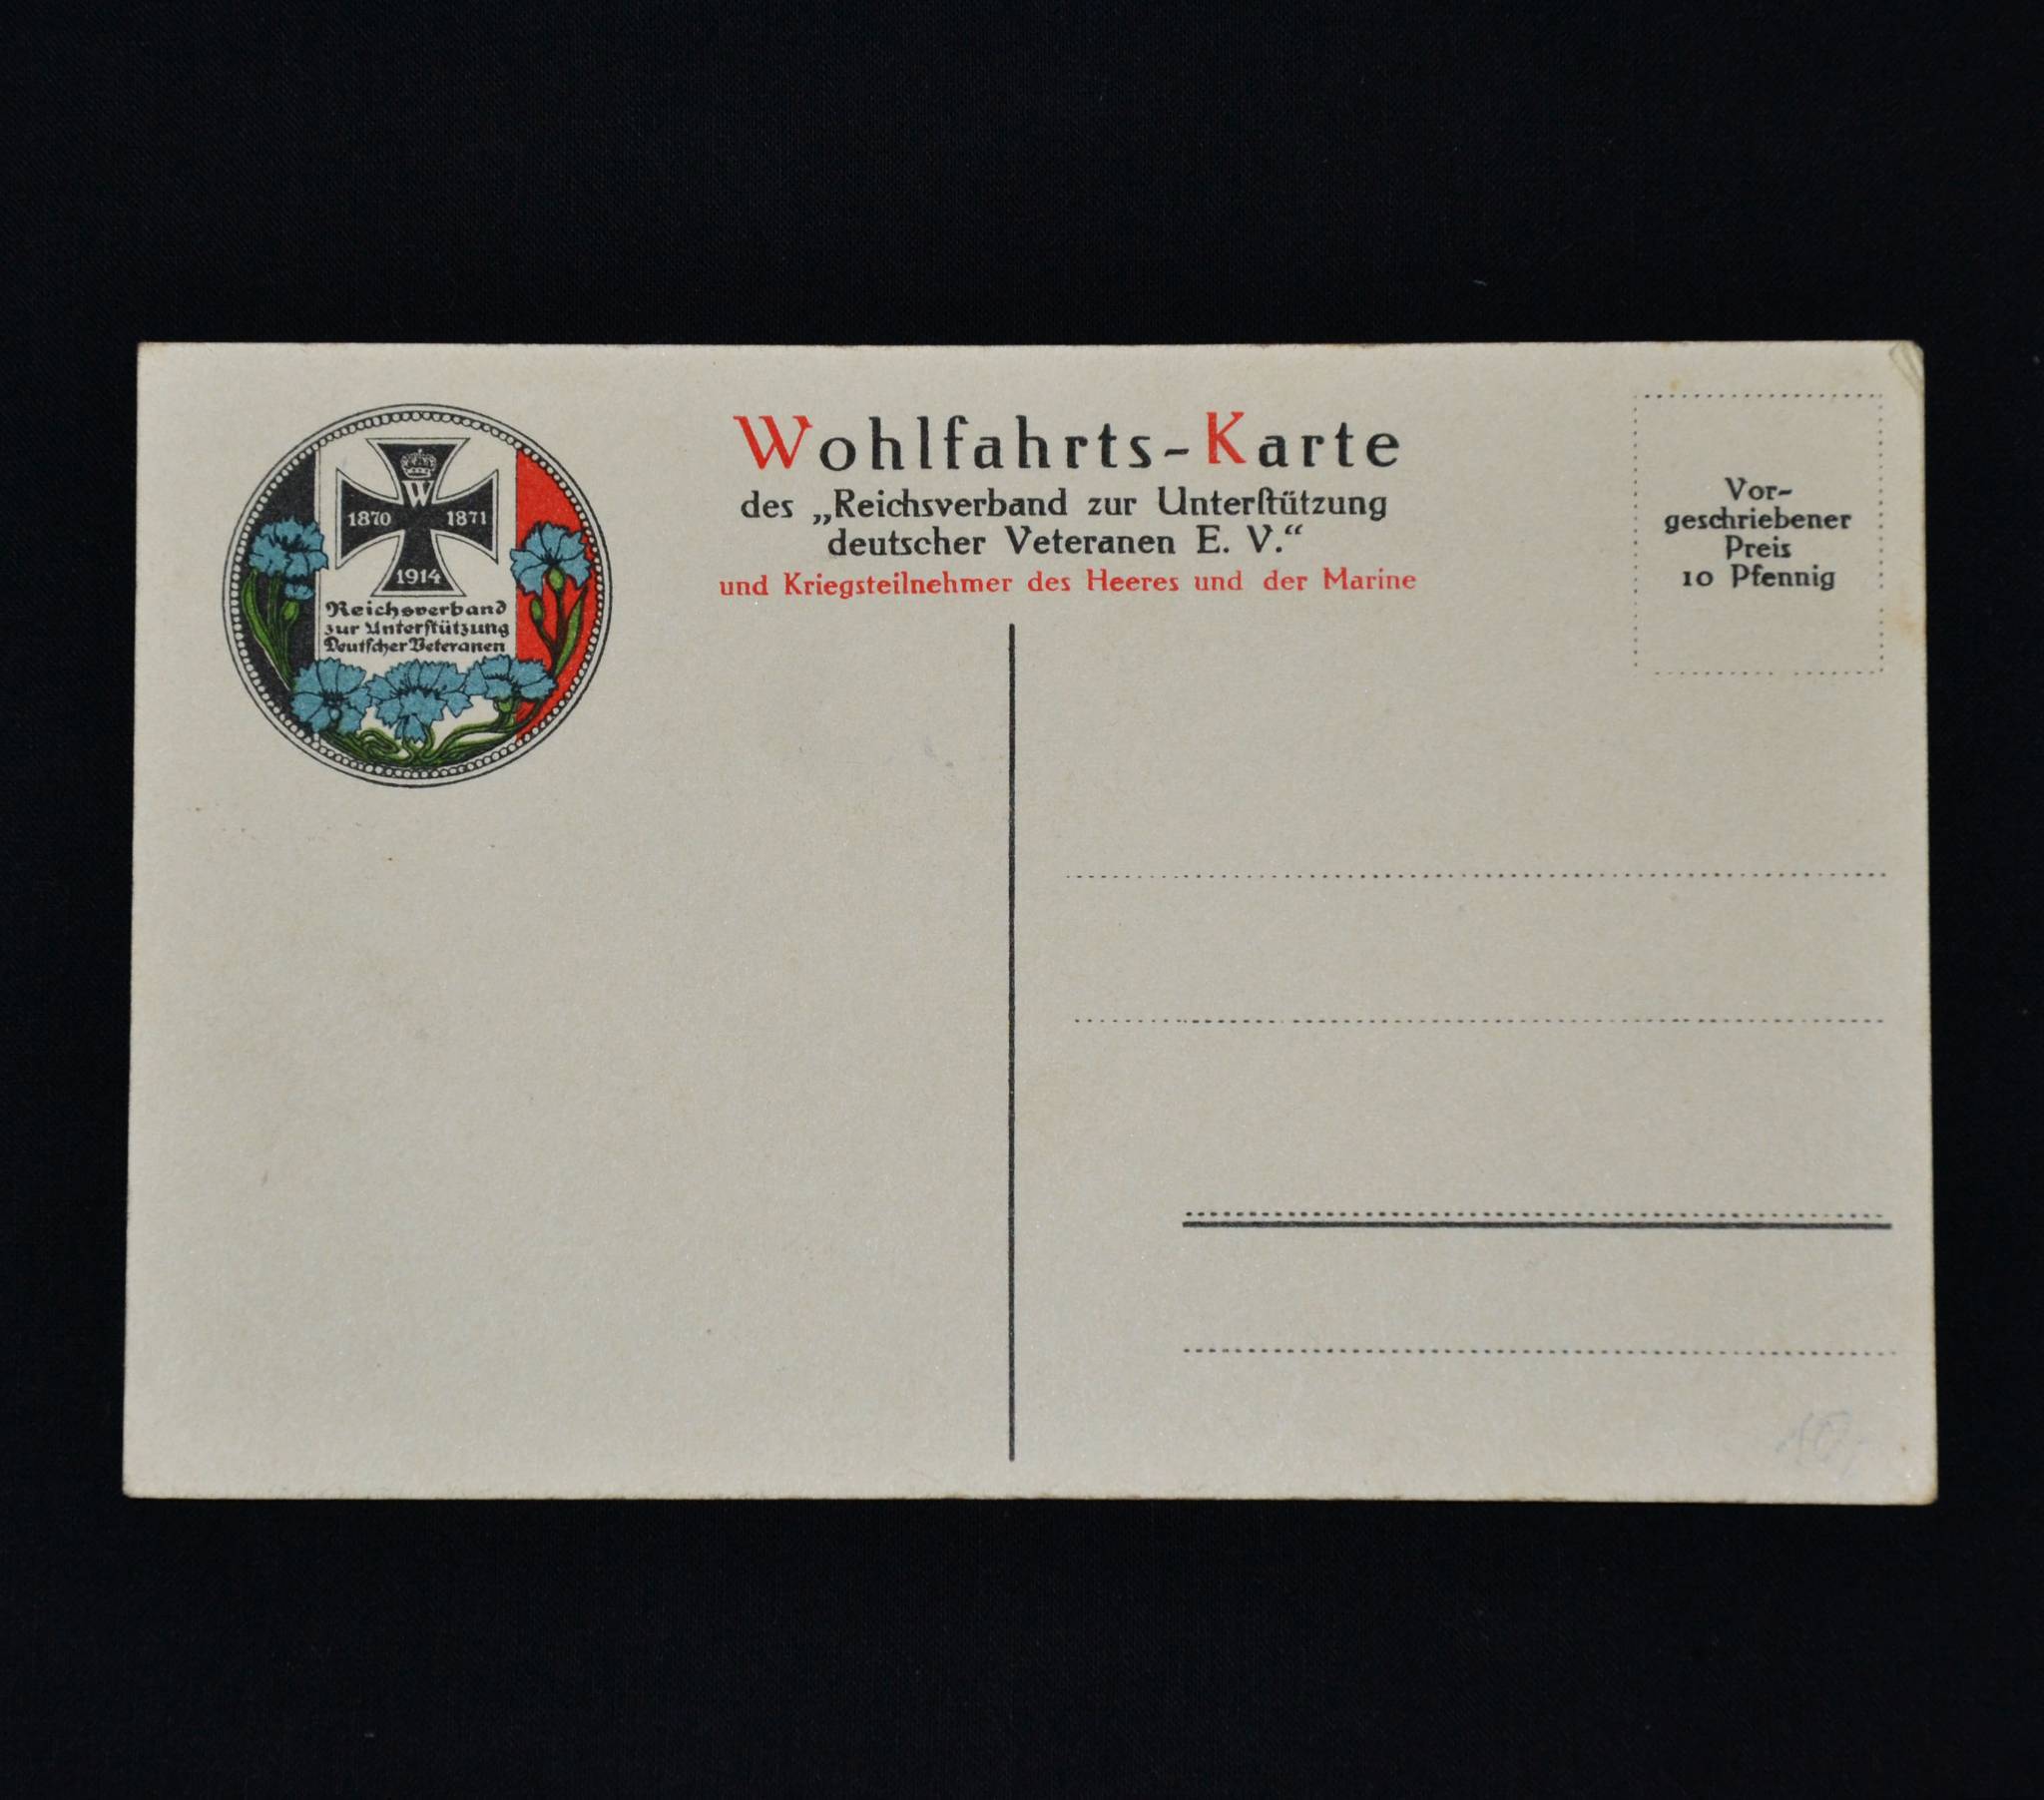 W
1870 1871
1914
Reichsverband
zur Unterſtützung
Deutſcher Veteranen
Wohlfahrts-Karte
des „Reichsverband zur Unterſtützung
deutscher Veteranen E. V.“
und Kriegsteilnehmer des Heeres und der Marine
Vor-
geschriebener
Preis
10 Pfennig